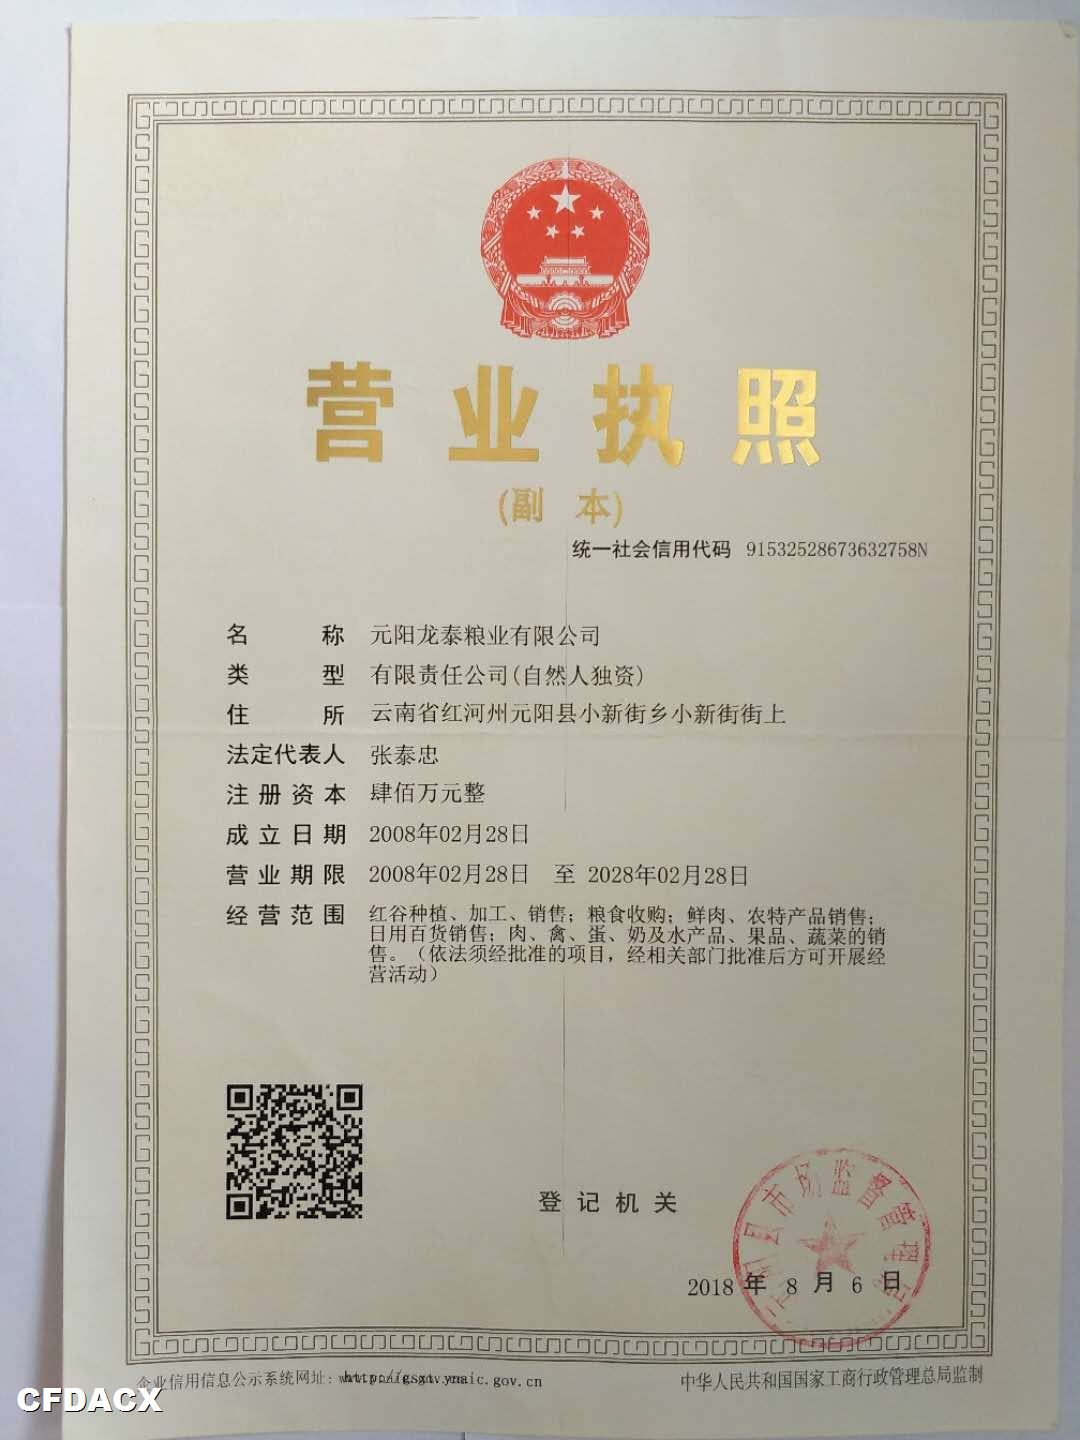 营业执照
(副 本)
统一社会信用代码 91532528673632758N
名称 元阳龙泰粮业有限公司
类型 有限责任公司(自然人独资)
住所 云南省红河州元阳县小新街乡小新街街上
法定代表人 张泰忠
注册资本 肆佰万元整
成立日期 2008年02月28日
营业期限 2008年02月28日 至 2028年02月28日
经营范围 红谷种植、加工、销售；粮食收购；鲜肉、农特产品销售；
日用百货销售；肉、禽、蛋、奶及水产品、果品、蔬菜的销
售。（依法须经批准的项目，经相关部门批准后方可开展经
营活动）
登记机关
县市场监督管理
2018 年 8 月 6 日
企业信用信息公示系统网址：
中华人民共和国国家工商行政管理总局监制
CFDACX